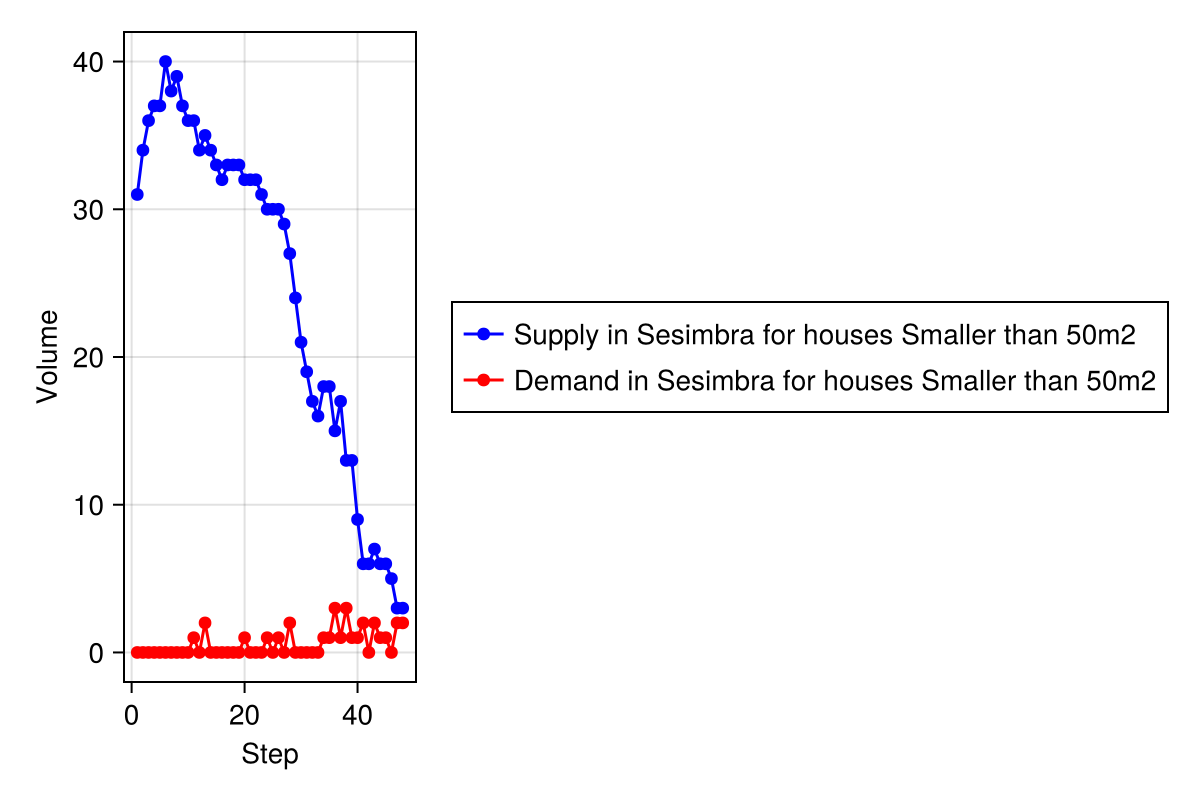 40
30
20
10
0
Volume
0 20 40
Step
Supply in Sesimbra for houses Smaller than 50m2
Demand in Sesimbra for houses Smaller than 50m2